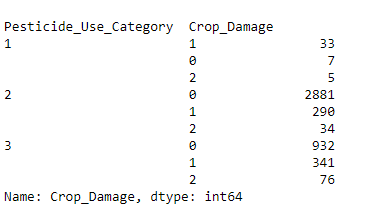 Pesticide_Use_Category  Crop_Damage
1                       1                33
                        0                 7
                        2                 5
2                       0              2881
                        1               290
                        2                34
3                       0               932
                        1               341
                        2                76
Name: Crop_Damage, dtype: int64